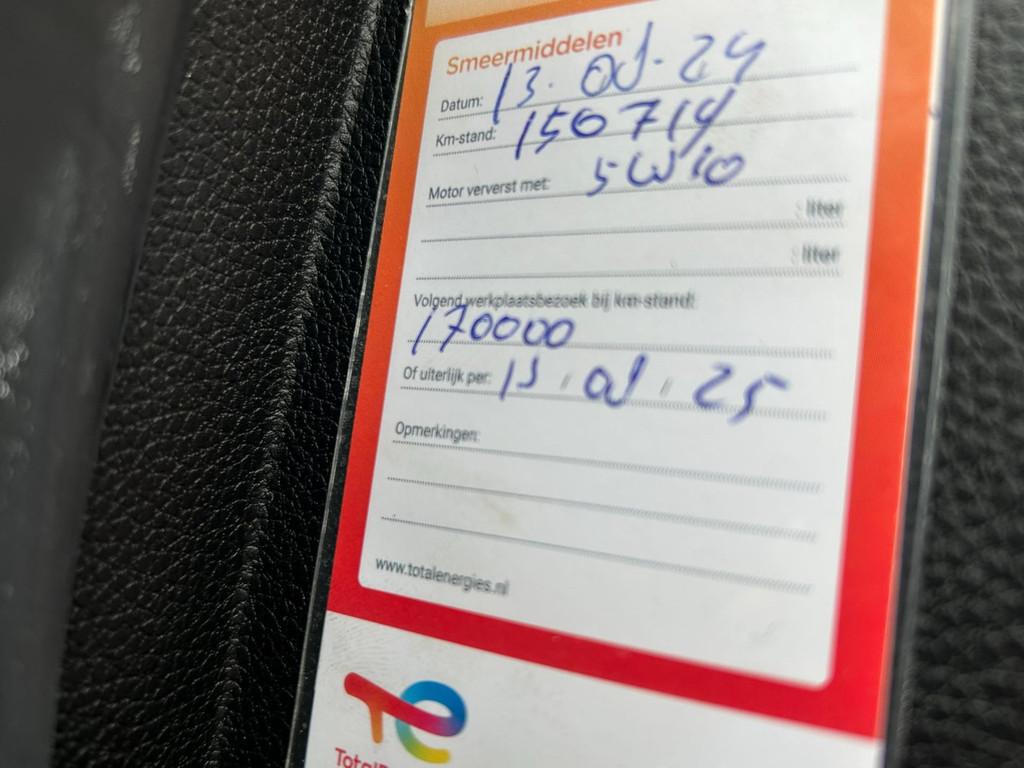 Smeermiddelen
Datum: 13.01.24
Km-stand: 150714
Motor ververst met: 5W10
: liter
: liter
Volgend werkplaatsbezoek bij km-stand:
170000
Of uiterlijk per: 13.01.25
Opmerkingen:
www.totalenergies.nl